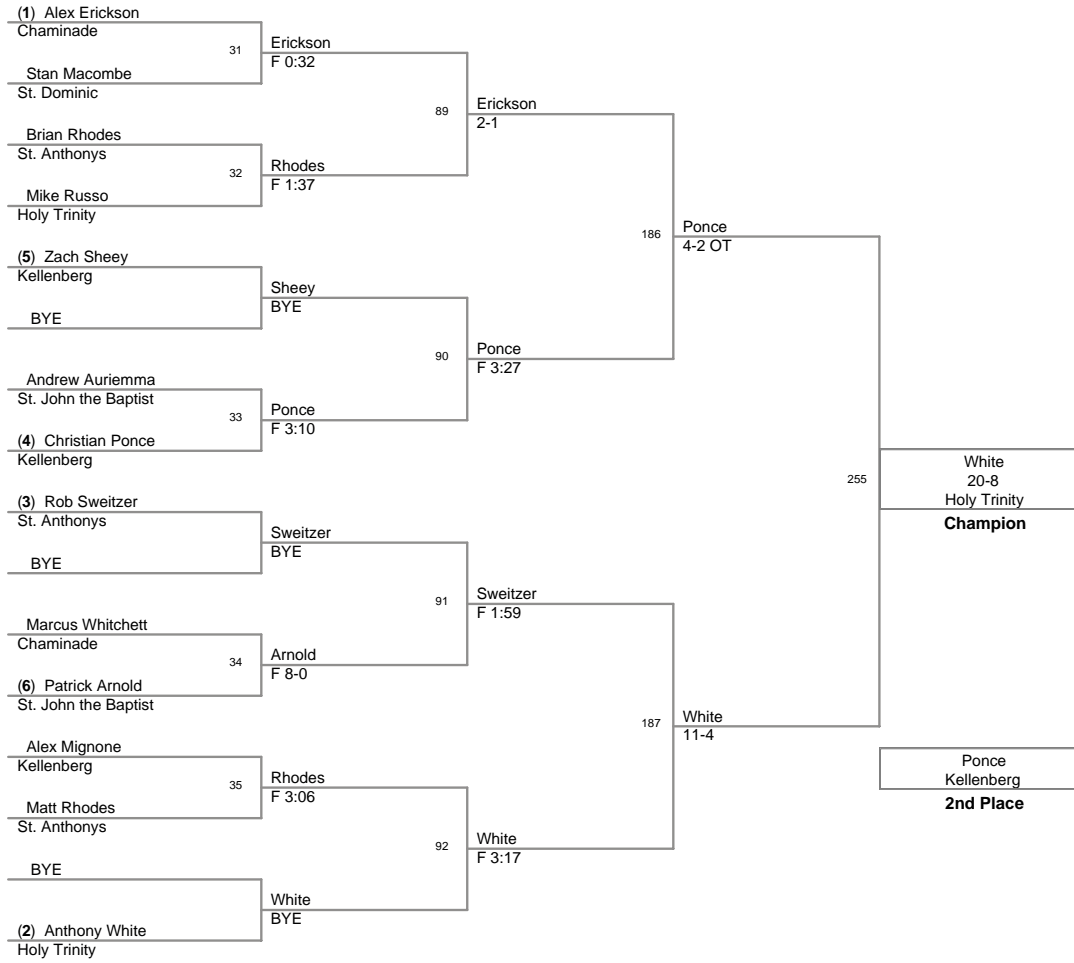 (1) Alex Erickson
Chaminade
31
Stan Macombe
St. Dominic
Brian Rhodes
St. Anthonys
32
Mike Russo
Holy Trinity
(5) Zach Sheey
Kellenberg
BYE
Andrew Auriemma
St. John the Baptist
33
(4) Christian Ponce
Kellenberg
(3) Rob Sweitzer
St. Anthonys
BYE
Marcus Whitchett
Chaminade
34
(6) Patrick Arnold
St. John the Baptist
Alex Mignone
Kellenberg
35
Matt Rhodes
St. Anthonys
BYE
(2) Anthony White
Holy Trinity
Erickson
F 0:32
89
Rhodes
F 1:37
Sheey
BYE
90
Ponce
F 3:10
Sweitzer
BYE
91
Arnold
F 8-0
Rhodes
F 3:06
92
White
BYE
Erickson
2-1
186
Ponce
F 3:27
Sweitzer
F 1:59
187
White
F 3:17
Ponce
4-2 OT
255
White
11-4
White
20-8
Holy Trinity
Champion
Ponce
Kellenberg
2nd Place